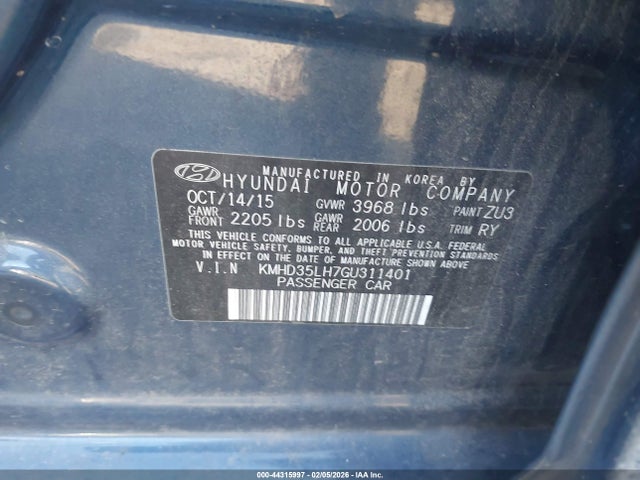 MANUFACTURED IN KOREA BY
HYUNDAI MOTOR COMPANY
OCT/14/15 GVWR 3968 lbs PAINT ZU3
GAWR FRONT 2205 lbs GAWR REAR 2006 lbs TRIM RY
THIS VEHICLE CONFORMS TO ALL APPLICABLE U.S.A. FEDERAL
MOTOR VEHICLE SAFETY, BUMPER, AND THEFT PREVENTION STANDARDS
IN EFFECT ON THE DATE OF MANUFACTURE SHOWN ABOVE
V.I.N KMHD35LH7GU311401
PASSENGER CAR
000-44315997 - 02/05/2026 - IAA Inc.